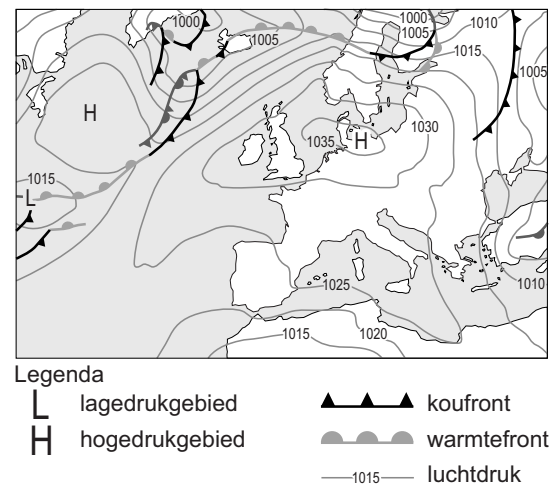 1000
1005
1000
1005
1010
1015
1005
H
1035
H
1030
1015
L
1025
1010
1015
1020
Legenda
L lagedrukgebied
H hogedrukgebied
koufront
warmtefront
1015 luchtdruk